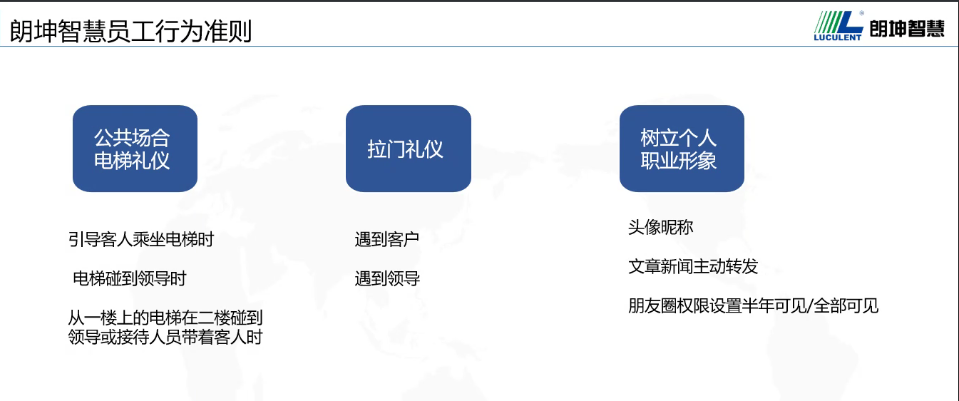 朗坤智慧员工行为准则
LUCULENT
朗坤智慧
公共场合
电梯礼仪
引导客人乘坐电梯时
电梯碰到领导时
从一楼上的电梯在二楼碰到
领导或接待人员带着客人时
拉门礼仪
遇到客户
遇到领导
树立个人
职业形象
头像昵称
文章新闻主动转发
朋友圈权限设置半年可见/全部可见